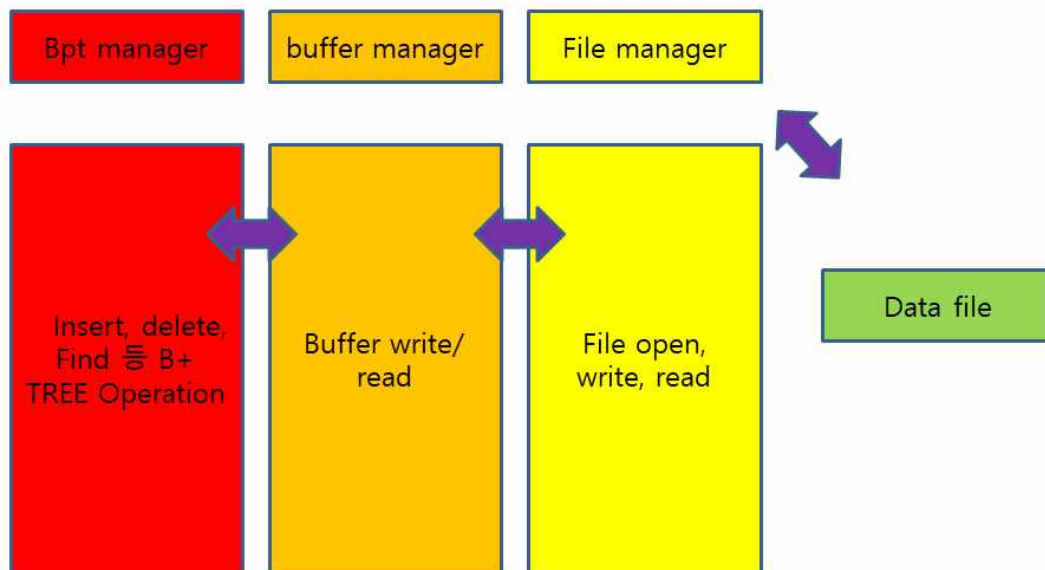 Bpt manager
buffer manager
File manager
Insert, delete,
Find 등 B+
TREE Operation
Buffer write/
read
File open,
write, read
Data file